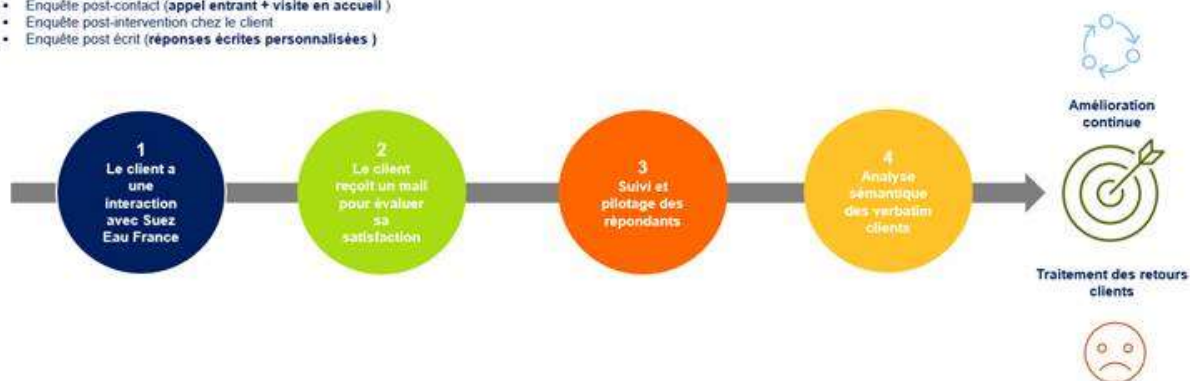 • Enquête post-contact (appel entrant + visite en accueil )
• Enquête post-intervention chez le client
• Enquête post écrit (réponses écrites personnalisées )
1
Le client a
une
interaction
avec Suez
Eau France
2
Le client
reçoit un mail
pour évaluer
sa
satisfaction
3
Suivi et
pilotage des
répondants
4
Analyse
sémantique
des verbatim
clients
Amélioration
continue
Traitement des retours
clients